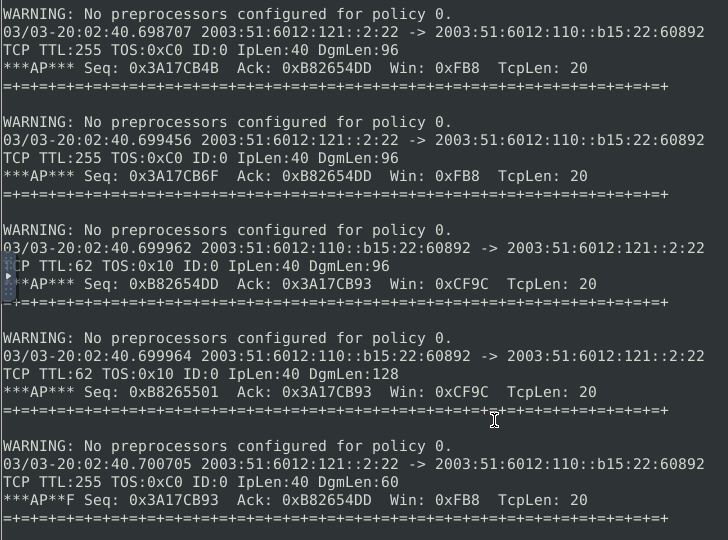 WARNING: No preprocessors configured for policy 0.
03/03-20:02:40.698707 2003:51:6012:121::2:22 -> 2003:51:6012:110::b15:22:60892
TCP TTL:255 TOS:0xC0 ID:0 IpLen:40 DgmLen:96
***AP*** Seq: 0x3A17CB4B  Ack: 0xB82654DD  Win: 0xFB8  TcpLen: 20
=+=+=+=+=+=+=+=+=+=+=+=+=+=+=+=+=+=+=+=+=+=+=+=+=+=+=+=+=+=+=+=+=+=+=+=+=+
WARNING: No preprocessors configured for policy 0.
03/03-20:02:40.699456 2003:51:6012:121::2:22 -> 2003:51:6012:110::b15:22:60892
TCP TTL:255 TOS:0xC0 ID:0 IpLen:40 DgmLen:96
***AP*** Seq: 0x3A17CB6F  Ack: 0xB82654DD  Win: 0xFB8  TcpLen: 20
=+=+=+=+=+=+=+=+=+=+=+=+=+=+=+=+=+=+=+=+=+=+=+=+=+=+=+=+=+=+=+=+=+=+=+=+=+
WARNING: No preprocessors configured for policy 0.
03/03-20:02:40.699962 2003:51:6012:110::b15:22:60892 -> 2003:51:6012:121::2:22
TCP TTL:62 TOS:0x10 ID:0 IpLen:40 DgmLen:96
***AP*** Seq: 0xB82654DD  Ack: 0x3A17CB93  Win: 0xCF9C  TcpLen: 20
=+=+=+=+=+=+=+=+=+=+=+=+=+=+=+=+=+=+=+=+=+=+=+=+=+=+=+=+=+=+=+=+=+=+=+=+=+
WARNING: No preprocessors configured for policy 0.
03/03-20:02:40.699964 2003:51:6012:110::b15:22:60892 -> 2003:51:6012:121::2:22
TCP TTL:62 TOS:0x10 ID:0 IpLen:40 DgmLen:128
***AP*** Seq: 0xB8265501  Ack: 0x3A17CB93  Win: 0xCF9C  TcpLen: 20
=+=+=+=+=+=+=+=+=+=+=+=+=+=+=+=+=+=+=+=+=+=+=+=+=+=+=+=+=+=+=+=+=+=+=+=+=+
WARNING: No preprocessors configured for policy 0.
03/03-20:02:40.700705 2003:51:6012:121::2:22 -> 2003:51:6012:110::b15:22:60892
TCP TTL:255 TOS:0xC0 ID:0 IpLen:40 DgmLen:60
***AP**F Seq: 0x3A17CB93  Ack: 0xB82654DD  Win: 0xFB8  TcpLen: 20
=+=+=+=+=+=+=+=+=+=+=+=+=+=+=+=+=+=+=+=+=+=+=+=+=+=+=+=+=+=+=+=+=+=+=+=+=+